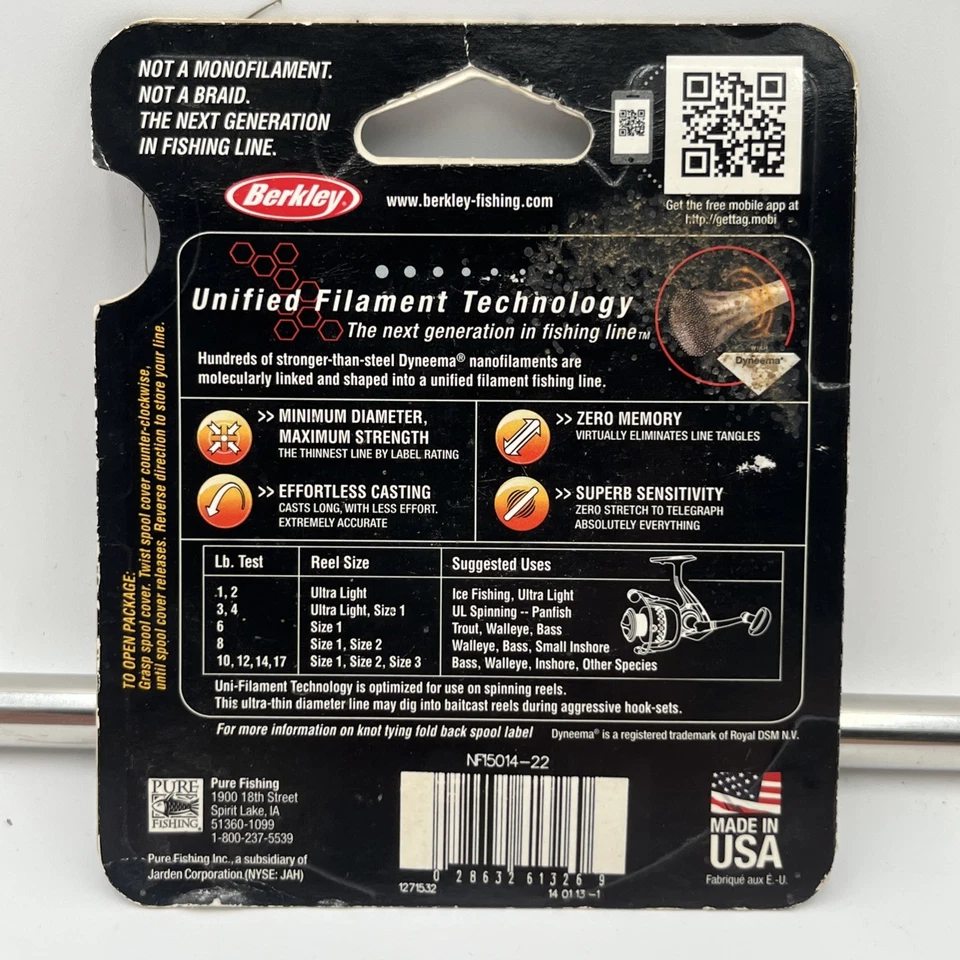 NOT A MONOFILAMENT.
NOT A BRAID.
THE NEXT GENERATION
IN FISHING LINE.
Berkley®
www.berkley-fishing.com
Get the free mobile app at
http://gettag.mobi
Unified Filament Technology
The next generation in fishing line™
Hundreds of stronger-than-steel Dyneema® nanofilaments are
molecularly linked and shaped into a unified filament fishing line.
WITH
Dyneema®
>> MINIMUM DIAMETER,
MAXIMUM STRENGTH
THE THINNEST LINE BY LABEL RATING
>> ZERO MEMORY
VIRTUALLY ELIMINATES LINE TANGLES
>> EFFORTLESS CASTING
CASTS LONG, WITH LESS EFFORT.
EXTREMELY ACCURATE
>> SUPERB SENSITIVITY
ZERO STRETCH TO TELEGRAPH
ABSOLUTELY EVERYTHING
Lb. Test Reel Size Suggested Uses
1, 2 Ultra Light Ice Fishing, Ultra Light
3, 4 Ultra Light, Size 1 UL Spinning -- Panfish
6 Size 1 Trout, Walleye, Bass
8 Size 1, Size 2 Walleye, Bass, Small Inshore
10, 12, 14, 17 Size 1, Size 2, Size 3 Bass, Walleye, Inshore, Other Species
Uni-Filament Technology is optimized for use on spinning reels.
This ultra-thin diameter line may dig into baitcast reels during aggressive hook-sets.
For more information on knot tying fold back spool label
Dyneema® is a registered trademark of Royal DSM N.V.
TO OPEN PACKAGE:
Grasp spool cover. Twist spool cover counter-clockwise,
until spool cover releases. Reverse direction to store your line.
NF15014-22
PURE
FISHING®
Pure Fishing
1900 18th Street
Spirit Lake, IA
51360-1099
1-800-237-5539
Pure Fishing Inc., a subsidiary of
Jarden Corporation (NYSE: JAH)
0 28632 61326 9
1271532
14 0113-1
MADE IN
USA
Fabriqué aux É.-U.